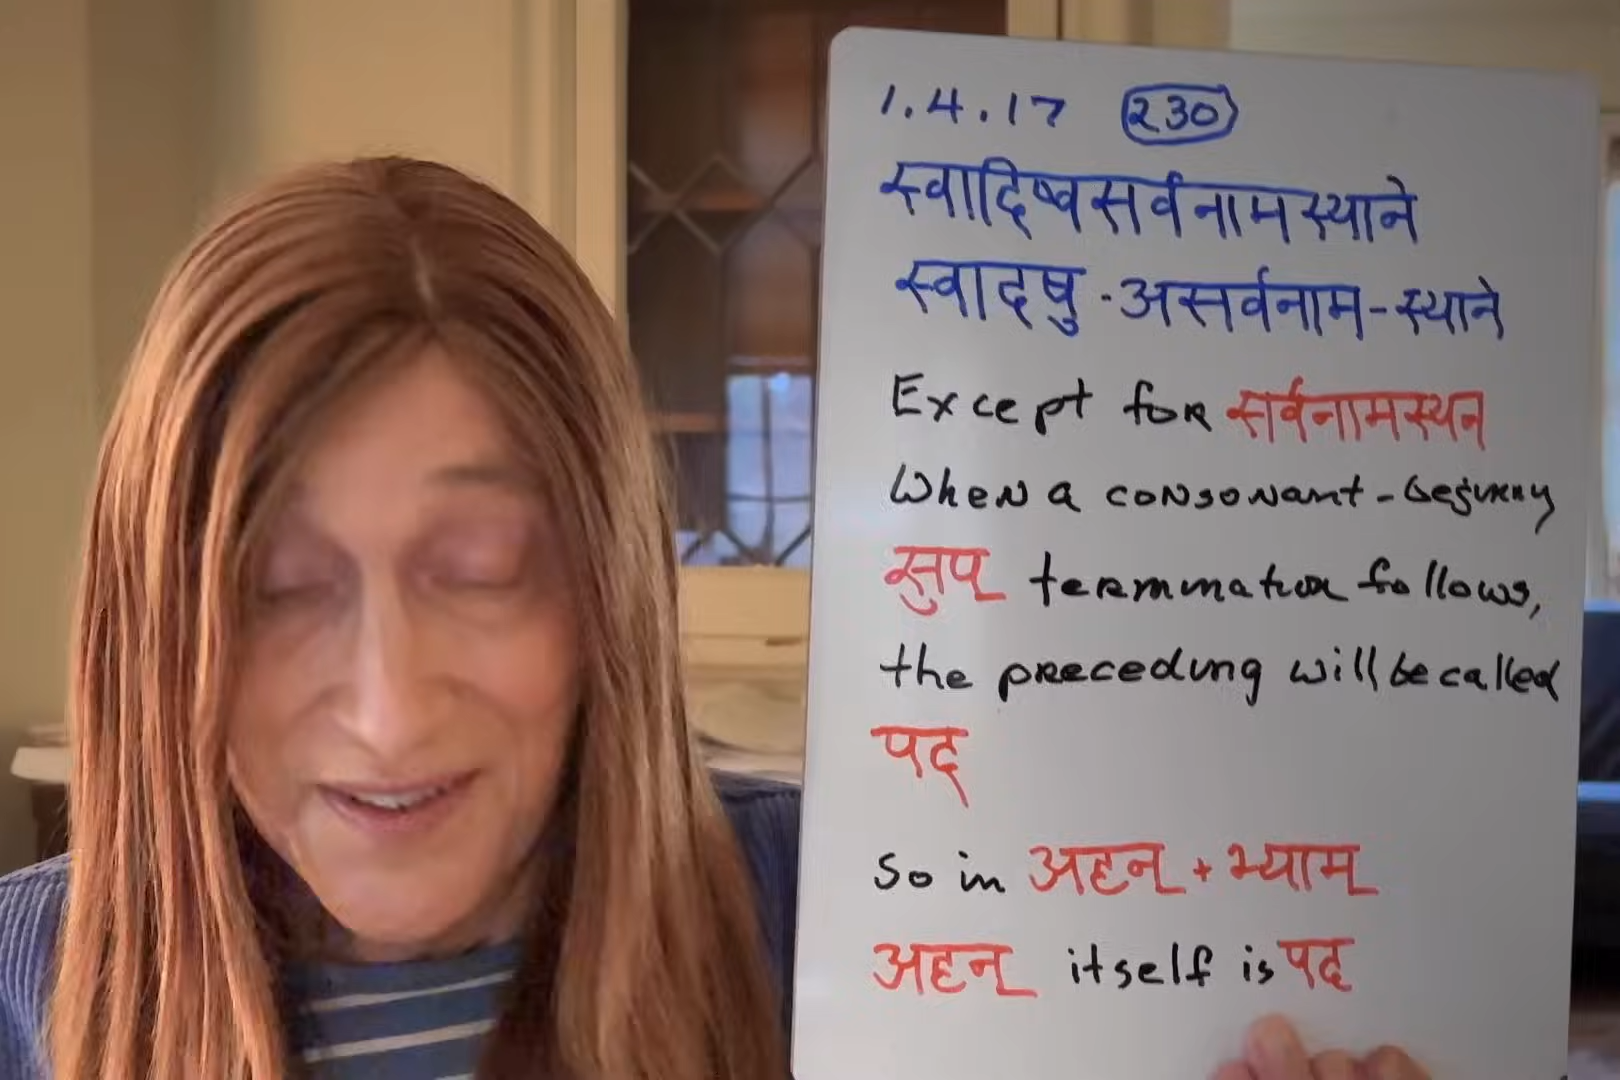 1.4.17 230
स्वादिष्वसर्वनामस्थाने
स्वादषु-असर्वनाम-स्थाने
Except for सर्वनामस्थन
When a consonant-beginning
सुप् termination follows,
the preceding will be called
पद
So in अहन् + भ्याम्
अहन् itself is पद